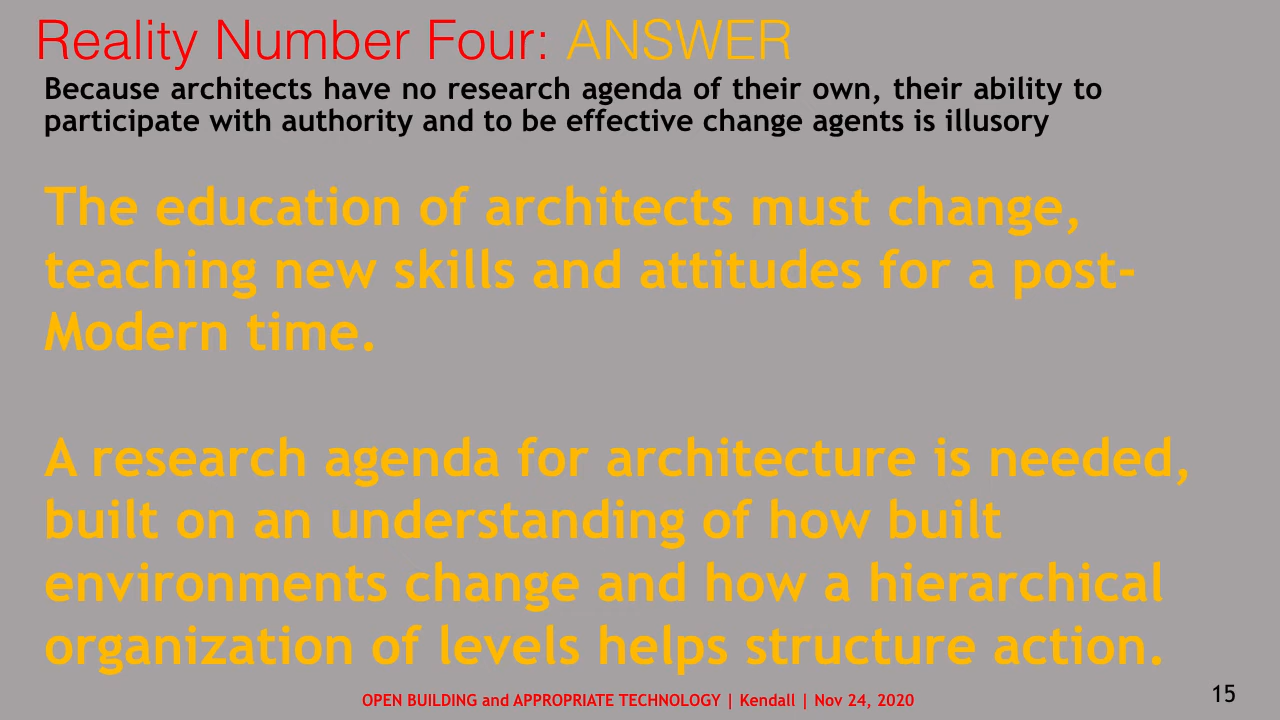 Reality Number Four: ANSWER
Because architects have no research agenda of their own, their ability to
participate with authority and to be effective change agents is illusory
The education of architects must change,
teaching new skills and attitudes for a post-
Modern time.
A research agenda for architecture is needed,
built on an understanding of how built
environments change and how a hierarchical
organization of levels helps structure action.
OPEN BUILDING and APPROPRIATE TECHNOLOGY | Kendall | Nov 24, 2020
15